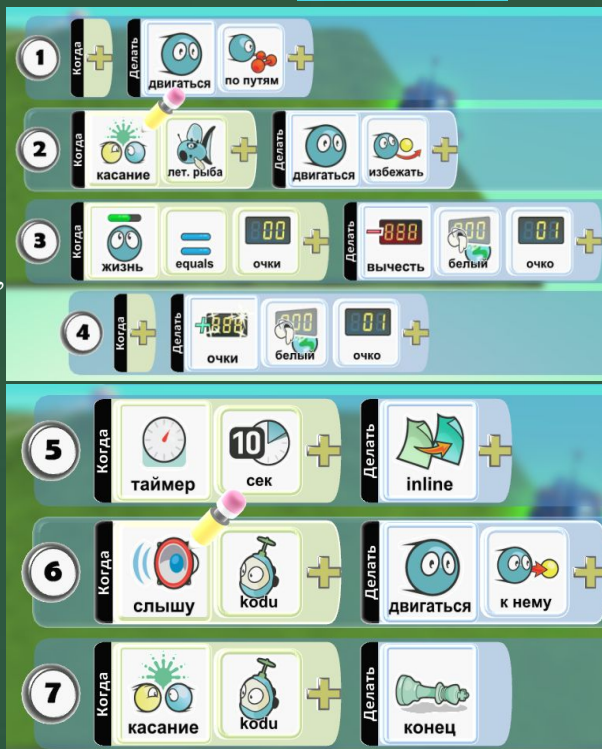 1 Когда Делать двигаться по путям
2 Когда касание лет. рыба Делать двигаться избежать
3 Когда жизнь equals 00 очки Делать -888 вычесть 000 белый 01 очко
4 Когда Делать +888 очки 000 белый 01 очко
5 Когда таймер 10 сек Делать inline
6 Когда слышу kodu Делать двигаться к нему
7 Когда касание kodu Делать конец